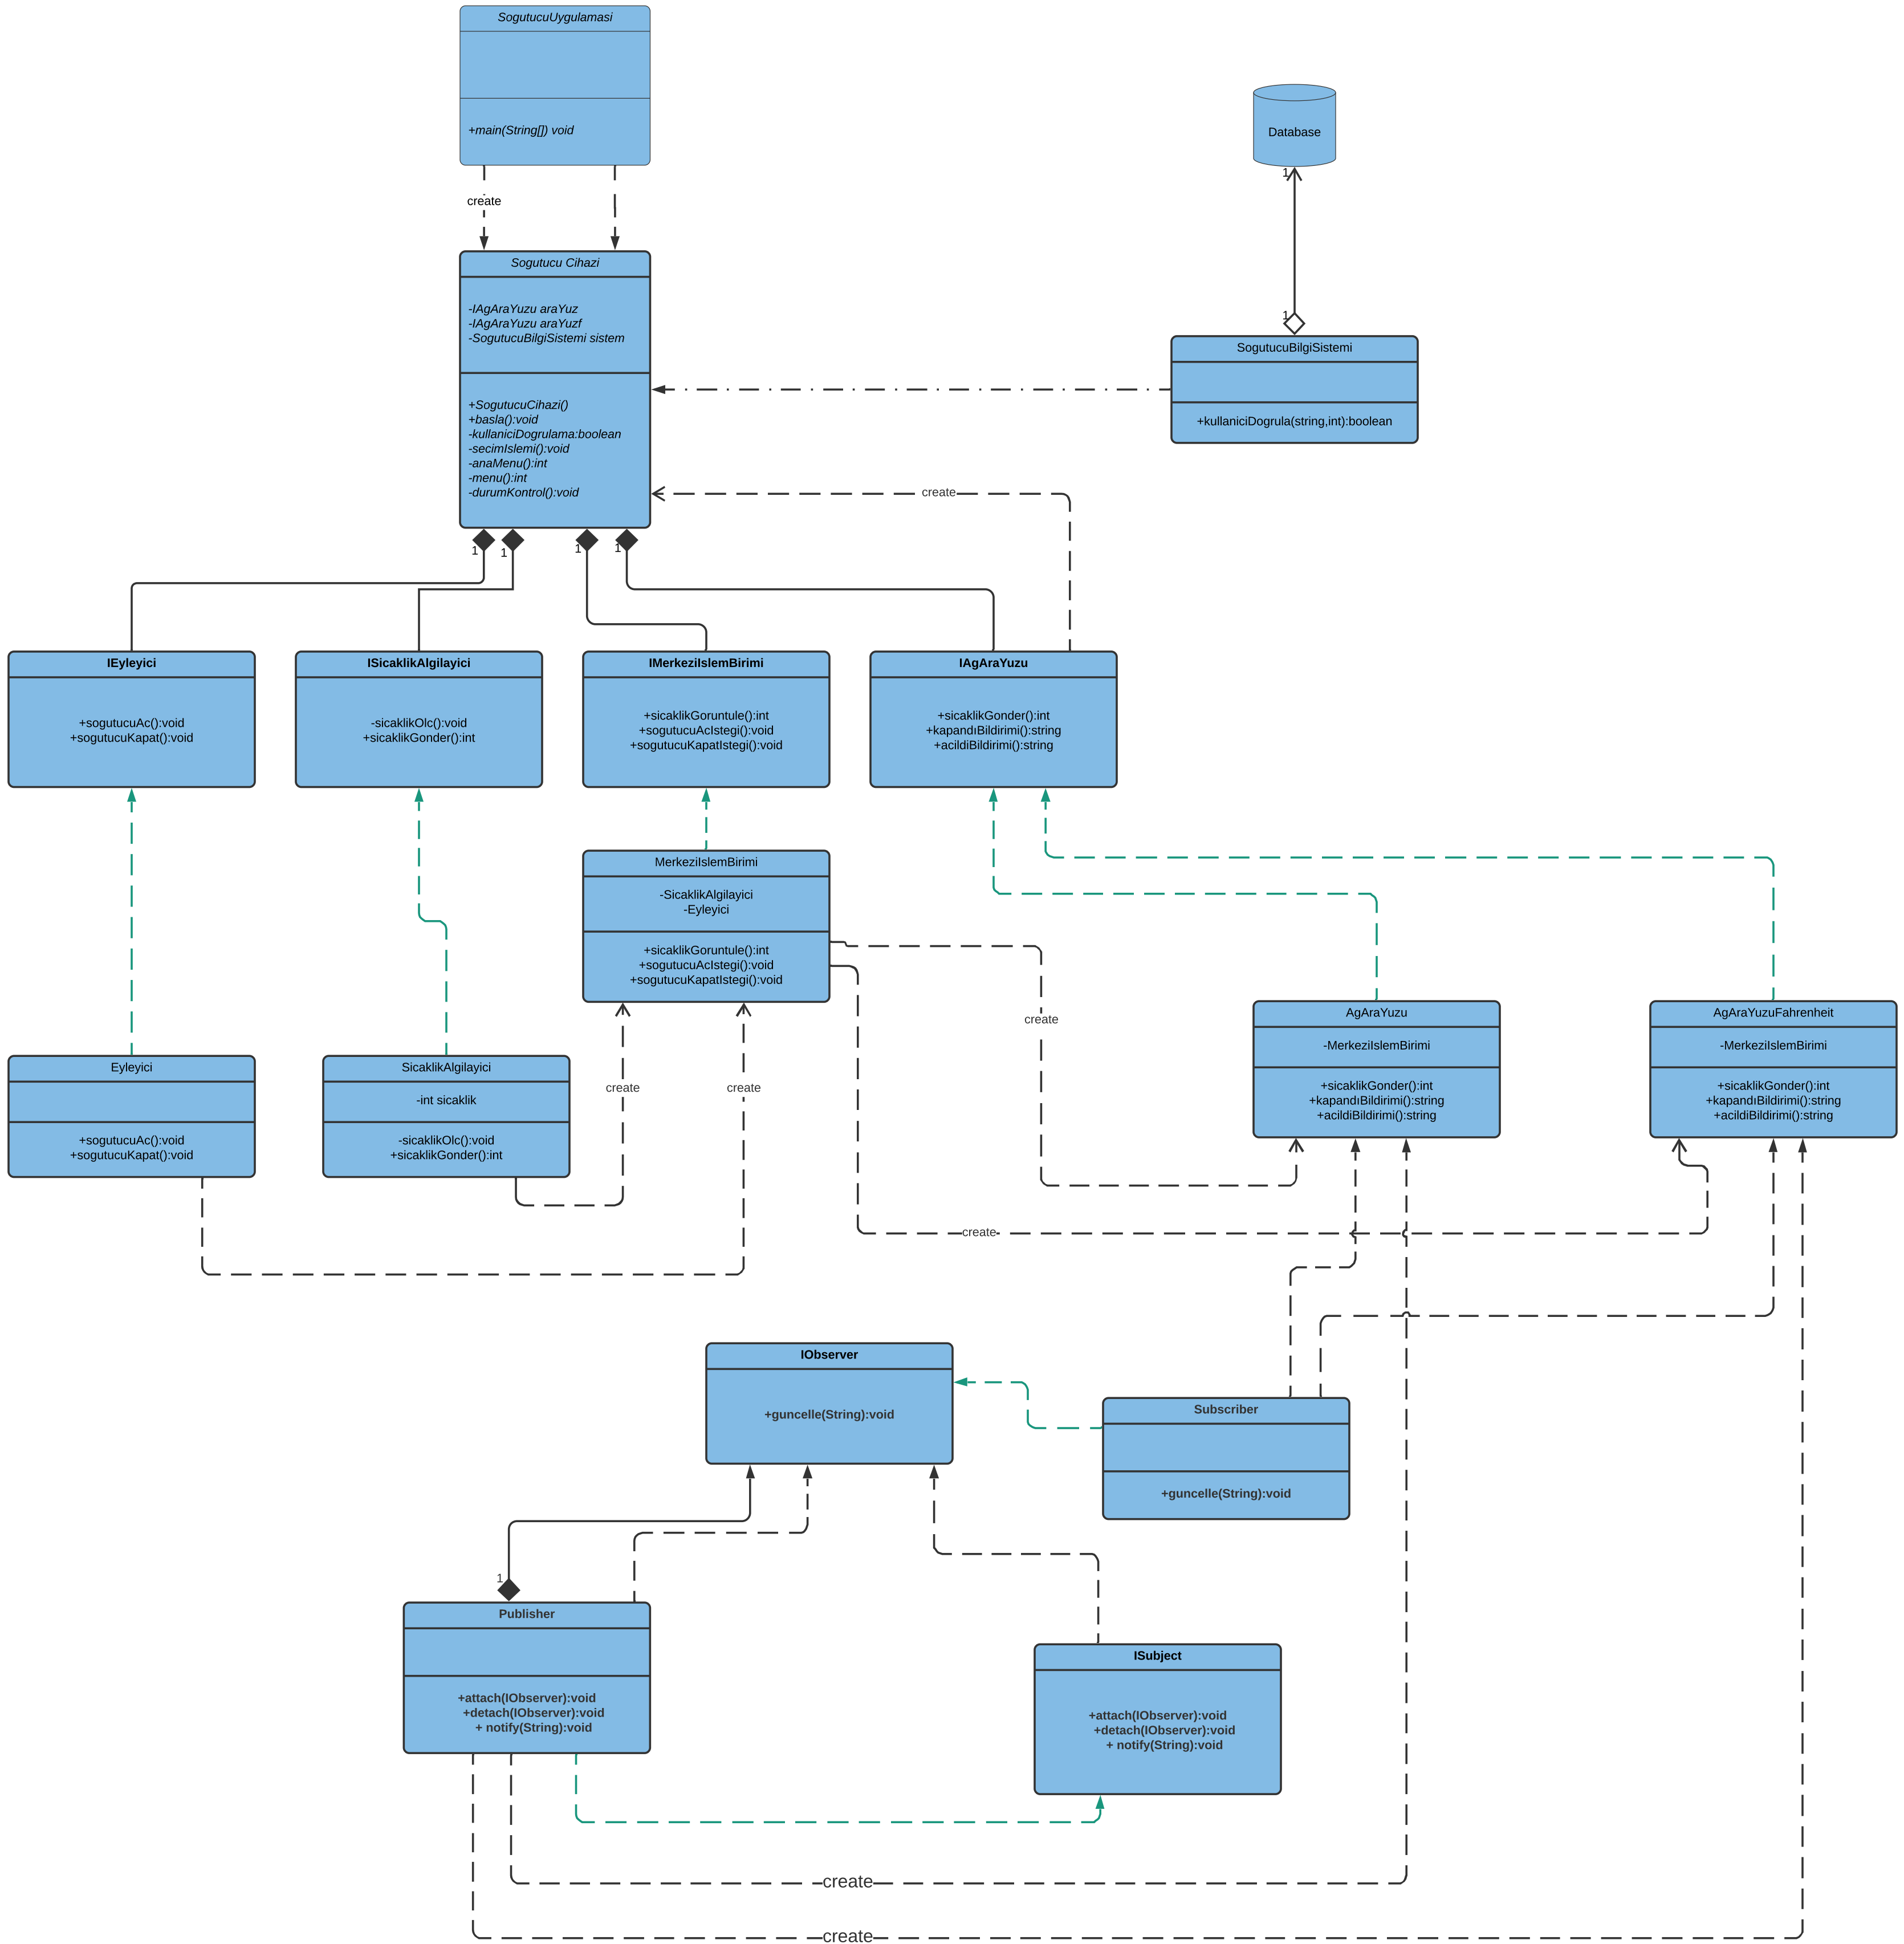 SogutucuUygulamasi
+main(String[]) void
Database
1
create
1
Sogutucu Cihazi
-IAgAraYuzu araYuz
-IAgAraYuzu araYuzf
-SogutucuBilgiSistemi sistem
+SogutucuCihazi()
+basla():void
-kullaniciDogrulama:boolean
-secimIslemi():void
-anaMenu():int
-menu():int
-durumKontrol():void
SogutucuBilgiSistemi
+kullaniciDogrula(string,int):boolean
create
1
1
1
1
IEyleyici
+sogutucuAc():void
+sogutucuKapat():void
ISicaklikAlgilayici
-sicaklikOlc():void
+sicaklikGonder():int
IMerkeziIslemBirimi
+sicaklikGoruntule():int
+sogutucuAcIstegi():void
+sogutucuKapatIstegi():void
IAgAraYuzu
+sicaklikGonder():int
+kapandıBildirimi():string
+acildiBildirimi():string
MerkeziIslemBirimi
-SicaklikAlgilayici
-Eyleyici
+sicaklikGoruntule():int
+sogutucuAcIstegi():void
+sogutucuKapatIstegi():void
create
AgAraYuzu
-MerkeziIslemBirimi
+sicaklikGonder():int
+kapandıBildirimi():string
+acildiBildirimi():string
AgAraYuzuFahrenheit
-MerkeziIslemBirimi
+sicaklikGonder():int
+kapandıBildirimi():string
+acildiBildirimi():string
Eyleyici
+sogutucuAc():void
+sogutucuKapat():void
SicaklikAlgilayici
-int sicaklik
-sicaklikOlc():void
+sicaklikGonder():int
create
create
create
IObserver
+guncelle(String):void
Subscriber
+guncelle(String):void
1
Publisher
+attach(IObserver):void
+detach(IObserver):void
+ notify(String):void
ISubject
+attach(IObserver):void
+detach(IObserver):void
+ notify(String):void
create
create